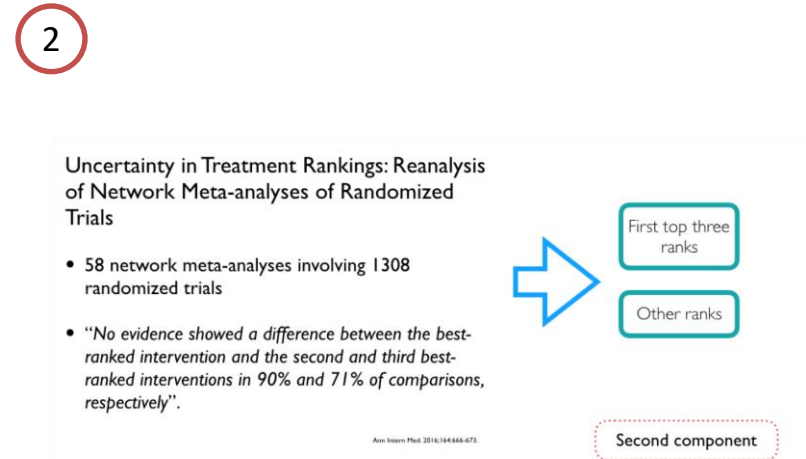 2
Uncertainty in Treatment Rankings: Reanalysis
of Network Meta-analyses of Randomized
Trials
• 58 network meta-analyses involving 1308
randomized trials
• “No evidence showed a difference between the best-
ranked intervention and the second and third best-
ranked interventions in 90% and 71% of comparisons,
respectively”.
Ann Intern Med. 2016;164:666-673.
First top three
ranks
Other ranks
Second component